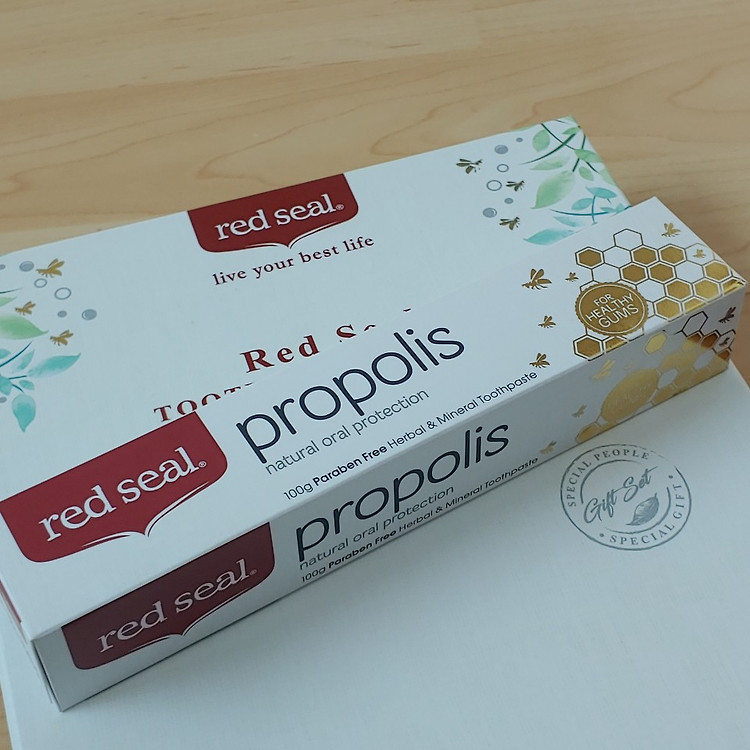 red seal®
live your best life
Red
red seal®
propolis
natural oral protection
100g Paraben Free Herbal & Mineral Toothpaste
FOR
HEALTHY
GUMS
red seal®
propolis
natural oral protection
100g Paraben Free Herbal & Mineral Toothpaste
SPECIAL PEOPLE
Gift Set
• SPECIAL GIFT •